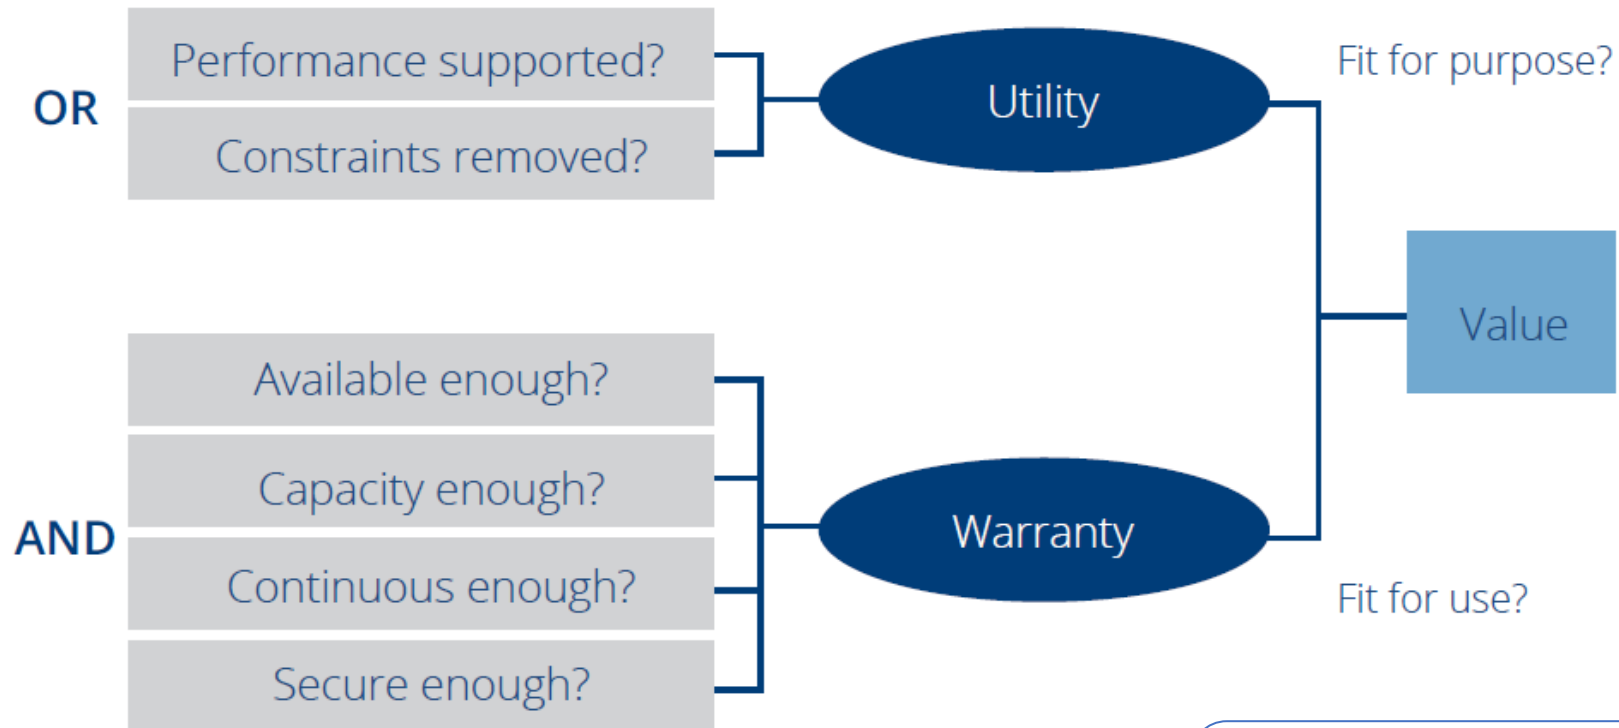 OR
Performance supported?
Constraints removed?
Utility
Fit for purpose?
Value
AND
Available enough?
Capacity enough?
Continuous enough?
Secure enough?
Warranty
Fit for use?